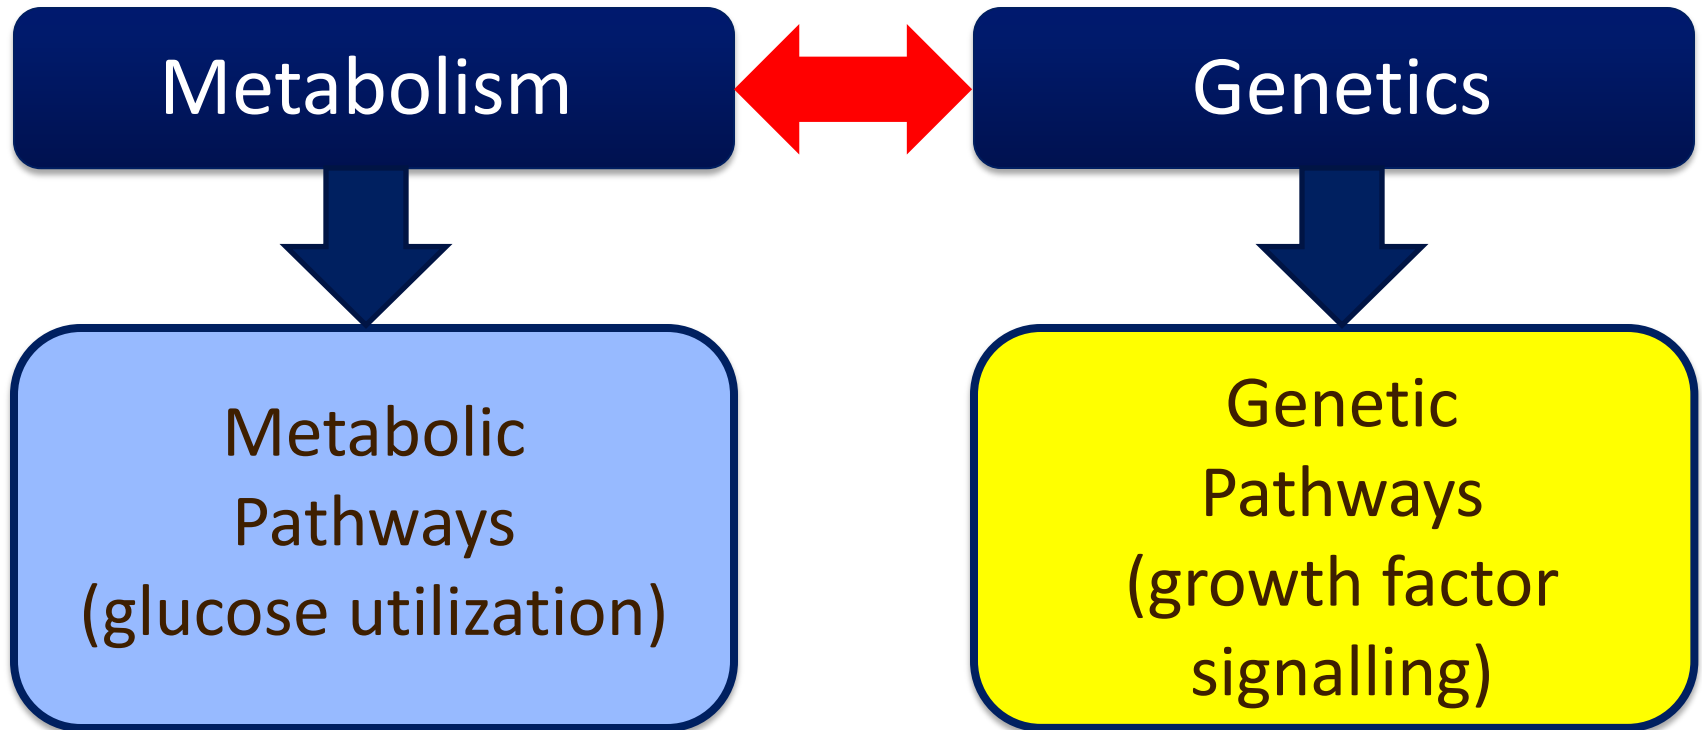 Metabolism
Genetics
Metabolic
Pathways
(glucose utilization)
Genetic
Pathways
(growth factor
signalling)